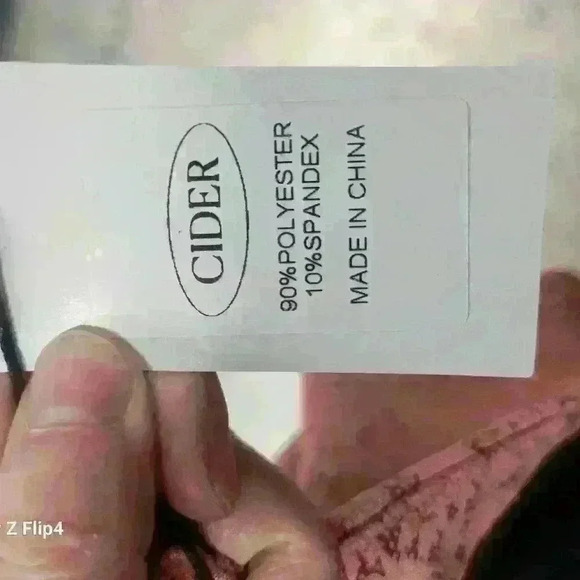 CIDER
90%POLYESTER
10%SPANDEX
MADE IN CHINA
Z Flip4